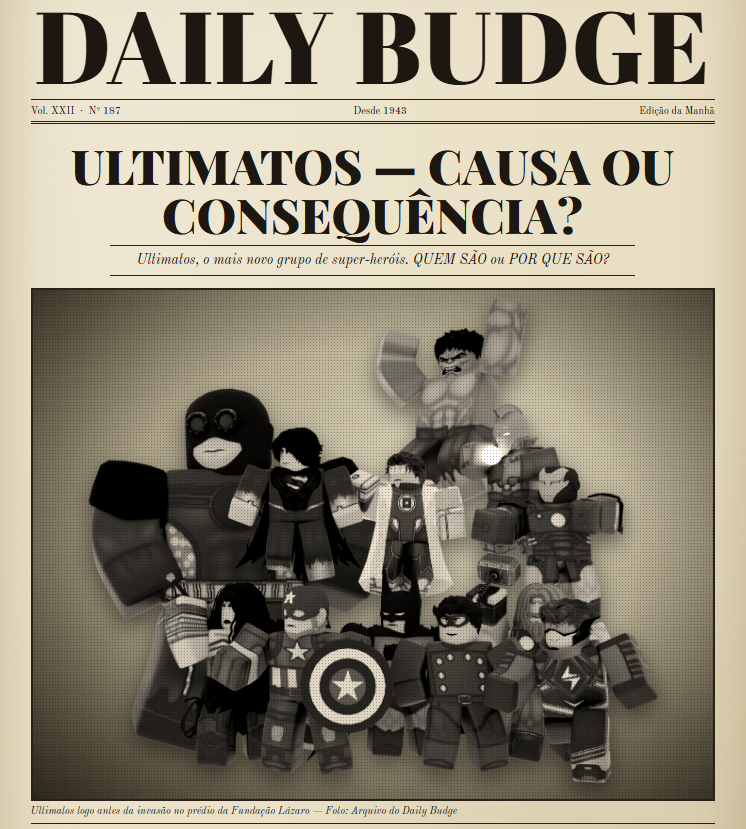 DAILY BUDGE
Vol. XXII · Nº 187 Desde 1943 Edição da Manhã
ULTIMATOS — CAUSA OU
CONSEQUÊNCIA?
Ultimatos, o mais novo grupo de super-heróis. QUEM SÃO ou POR QUE SÃO?
Ultimatos logo antes da invasão no prédio da Fundação Lázaro — Foto: Arquivo do Daily Budge